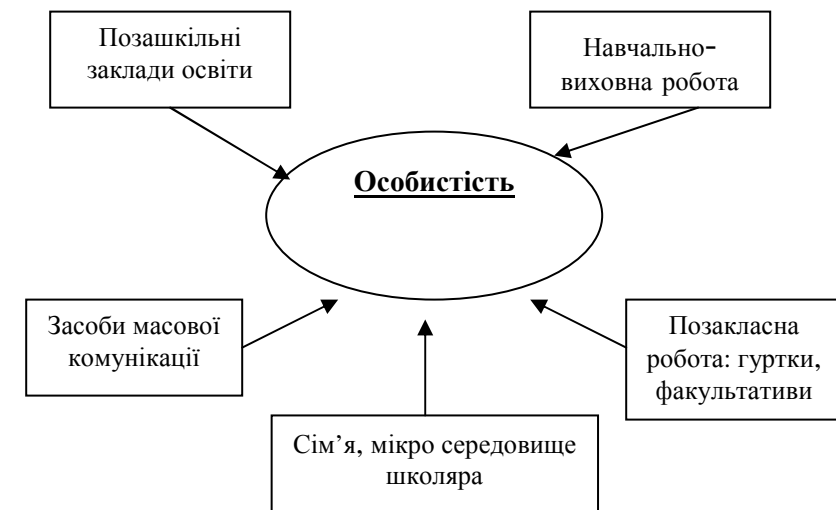 Позашкільні
заклади освіти
Навчально-
виховна робота
Особистість
Засоби масової
комунікації
Позакласна
робота: гуртки,
факультативи
Сім’я, мікро середовище
школяра